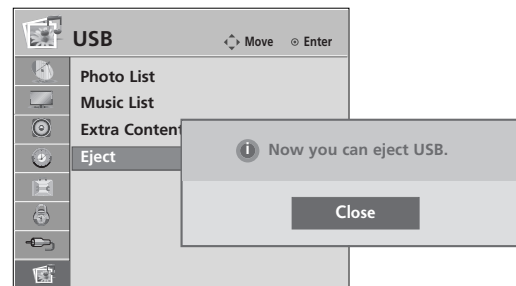 USB
Move
Enter
Photo List
Music List
Extra Content
Eject
Now you can eject USB.
Close